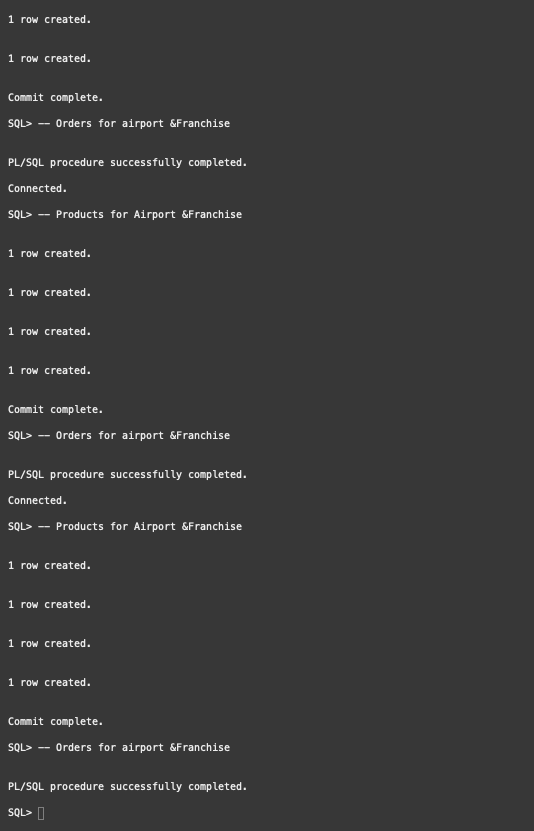 1 row created.
1 row created.
Commit complete.
SQL> -- Orders for airport &Franchise
PL/SQL procedure successfully completed.
Connected.
SQL> -- Products for Airport &Franchise
1 row created.
1 row created.
1 row created.
1 row created.
Commit complete.
SQL> -- Orders for airport &Franchise
PL/SQL procedure successfully completed.
Connected.
SQL> -- Products for Airport &Franchise
1 row created.
1 row created.
1 row created.
1 row created.
Commit complete.
SQL> -- Orders for airport &Franchise
PL/SQL procedure successfully completed.
SQL>